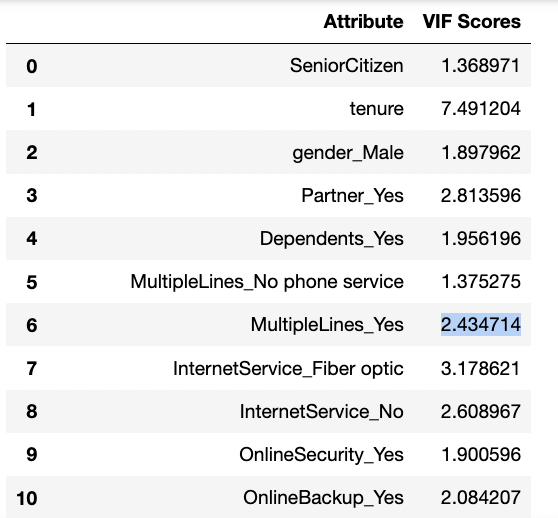 Attribute VIF Scores
0 SeniorCitizen 1.368971
1 tenure 7.491204
2 gender_Male 1.897962
3 Partner_Yes 2.813596
4 Dependents_Yes 1.956196
5 MultipleLines_No phone service 1.375275
6 MultipleLines_Yes 2.434714
7 InternetService_Fiber optic 3.178621
8 InternetService_No 2.608967
9 OnlineSecurity_Yes 1.900596
10 OnlineBackup_Yes 2.084207